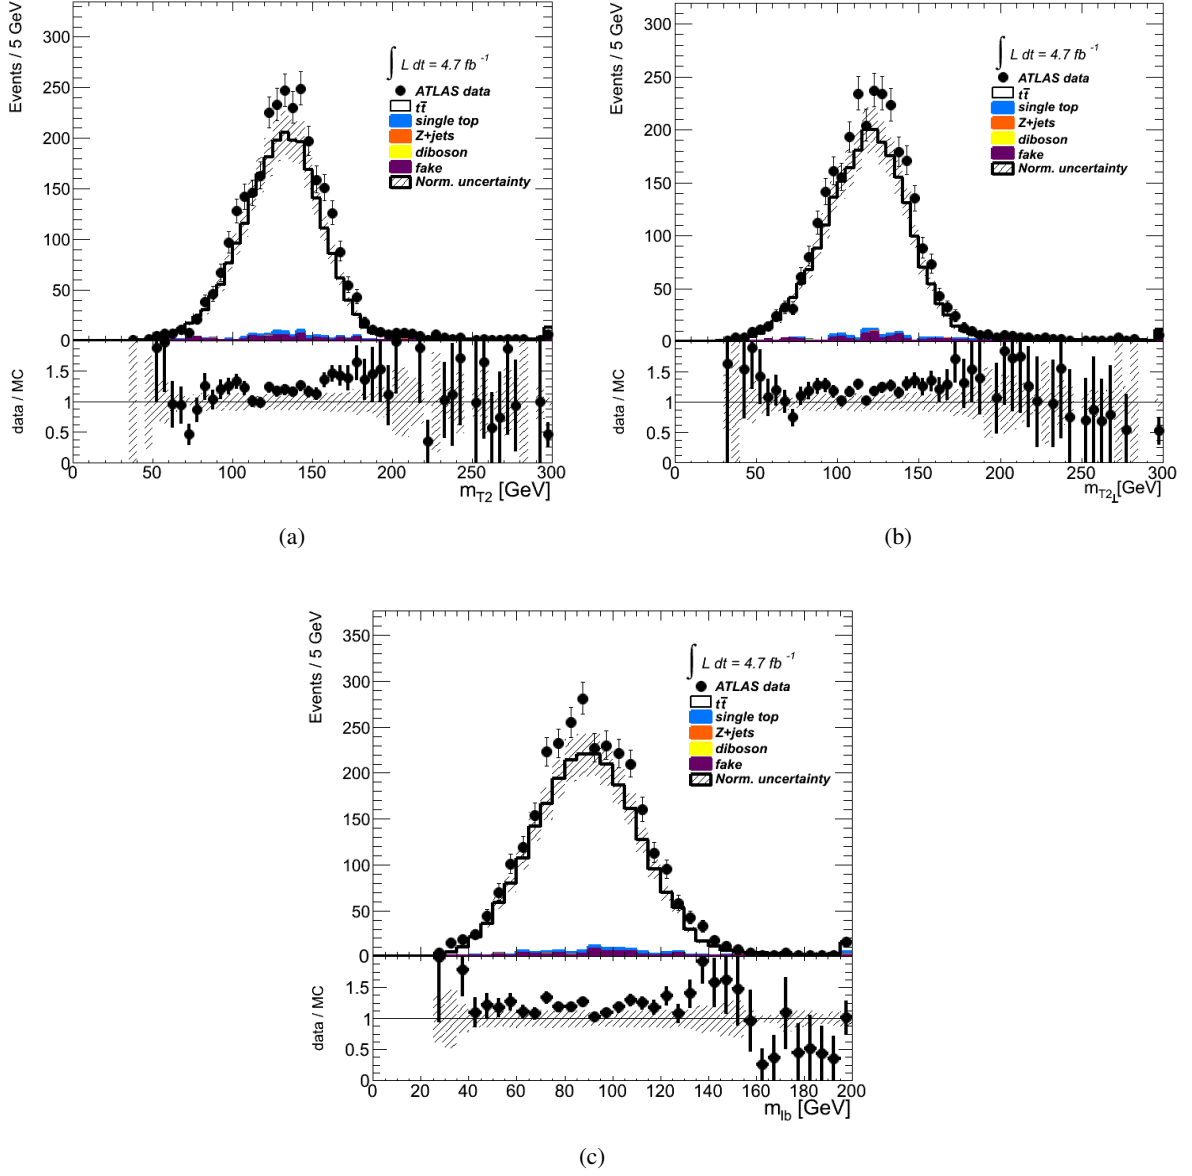 Events / 5 GeV
300
250
200
150
100
50
0
∫ L dt = 4.7 fb⁻¹
ATLAS data
tt̅
single top
Z+jets
diboson
fake
Norm. uncertainty
data / MC
1.5
1
0.5
0
0 50 100 150 200 250 300
m_T2 [GeV]
(a)
Events / 5 GeV
300
250
200
150
100
50
0
∫ L dt = 4.7 fb⁻¹
ATLAS data
tt̅
single top
Z+jets
diboson
fake
Norm. uncertainty
data / MC
1.5
1
0.5
0
0 50 100 150 200 250 300
m_T2⊥ [GeV]
(b)
Events / 5 GeV
350
300
250
200
150
100
50
0
∫ L dt = 4.7 fb⁻¹
ATLAS data
tt̅
single top
Z+jets
diboson
fake
Norm. uncertainty
data / MC
1.5
1
0.5
0
0 20 40 60 80 100 120 140 160 180 200
m_lb [GeV]
(c)